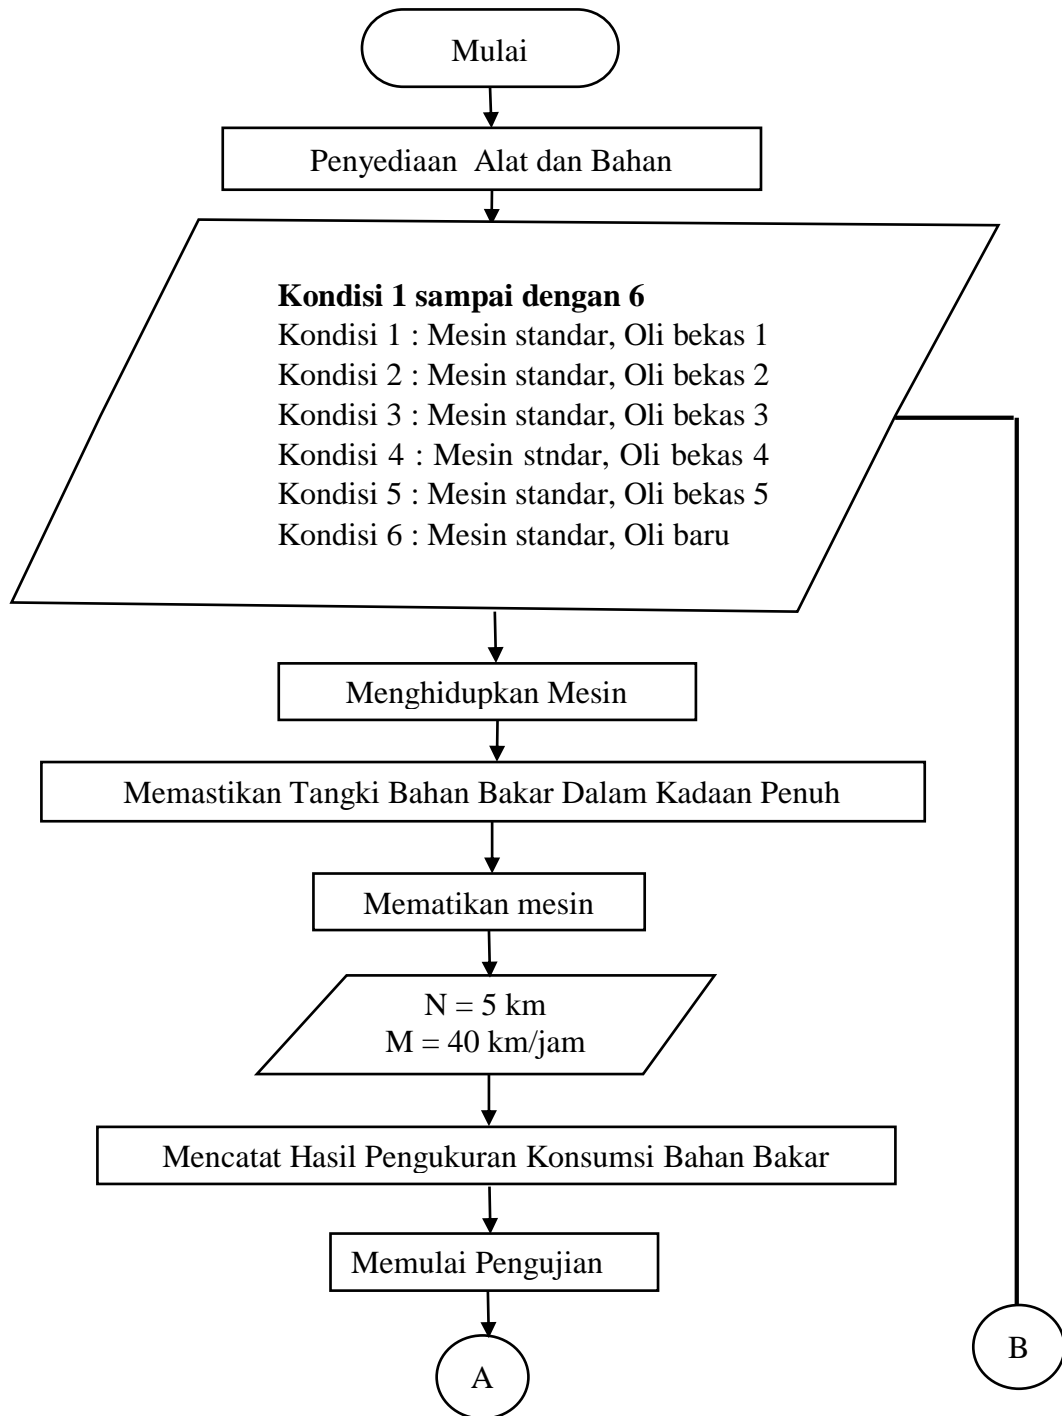 Mulai
Penyediaan Alat dan Bahan
Kondisi 1 sampai dengan 6
Kondisi 1 : Mesin standar, Oli bekas 1
Kondisi 2 : Mesin standar, Oli bekas 2
Kondisi 3 : Mesin standar, Oli bekas 3
Kondisi 4 : Mesin stndar, Oli bekas 4
Kondisi 5 : Mesin standar, Oli bekas 5
Kondisi 6 : Mesin standar, Oli baru
Menghidupkan Mesin
Memastikan Tangki Bahan Bakar Dalam Kadaan Penuh
Mematikan mesin
N = 5 km
M = 40 km/jam
Mencatat Hasil Pengukuran Konsumsi Bahan Bakar
Memulai Pengujian
A
B